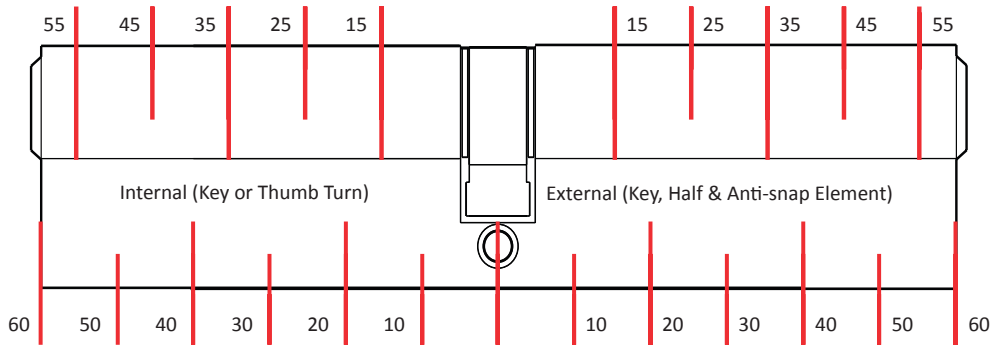 55 45 35 25 15 15 25 35 45 55
Internal (Key or Thumb Turn) External (Key, Half & Anti-snap Element)
60 50 40 30 20 10 10 20 30 40 50 60